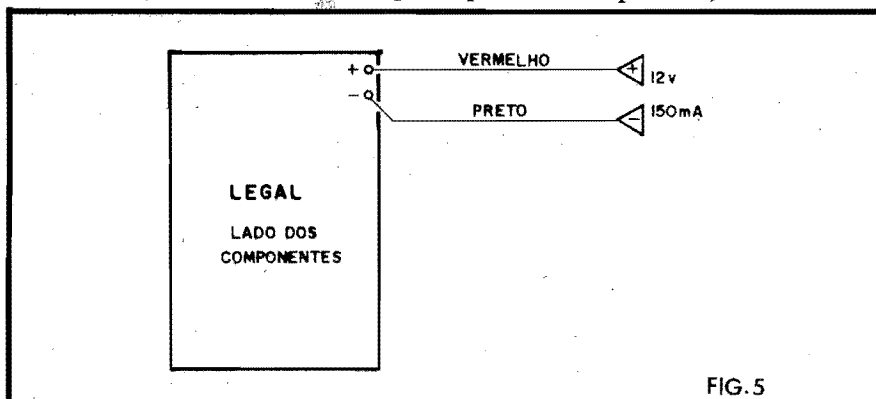 + VERMELHO + 12v
− PRETO − 150mA
LEGAL
LADO DOS
COMPONENTES
FIG.5